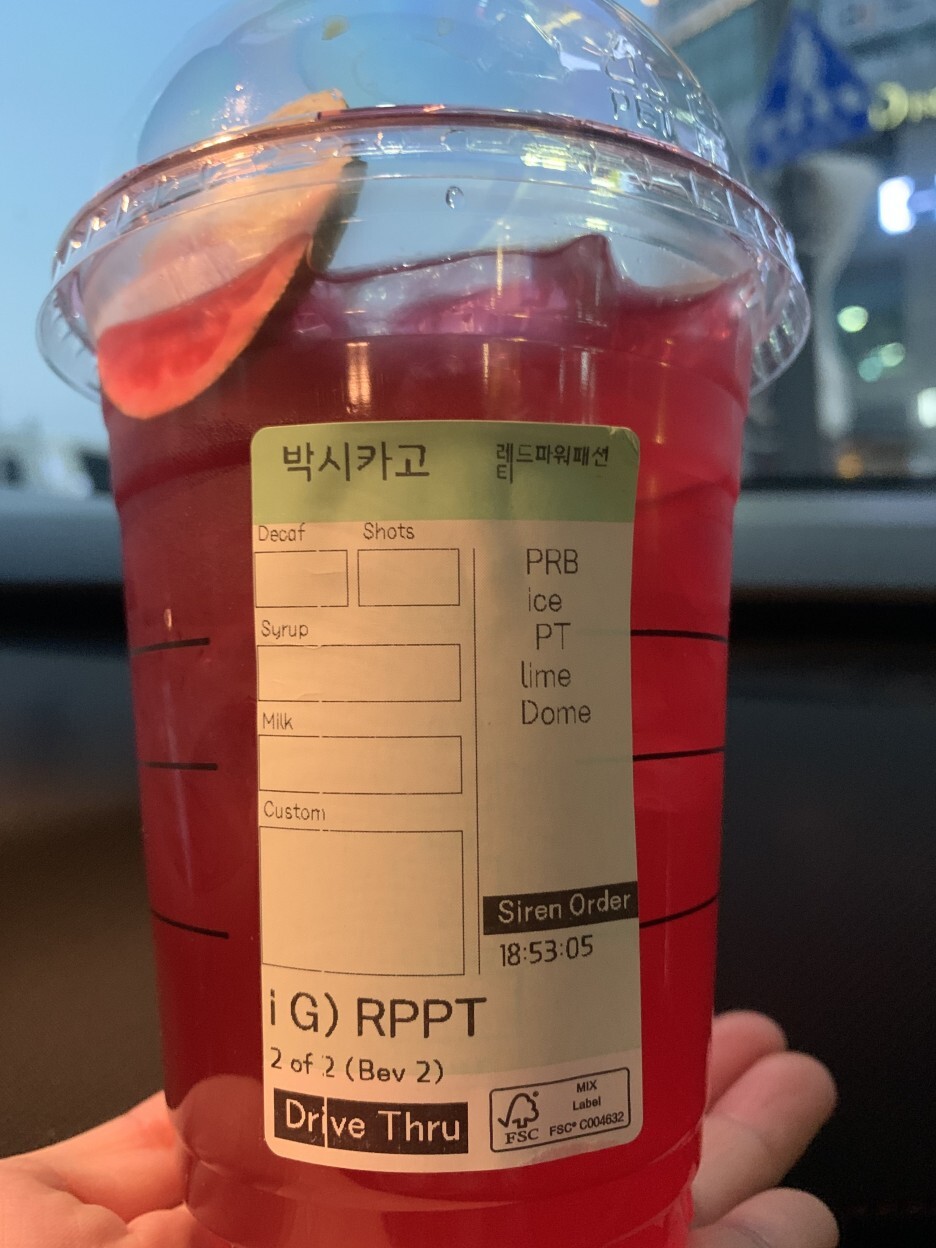 박시카고
레드파워패션
티
Decaf
Shots
PRB
ice
Syrup
PT
lime
Milk
Dome
Custom
Siren Order
18:53:05
i G) RPPT
2 of 2 (Bev 2)
Drive Thru
MIX
Label
FSC
FSC® C004632